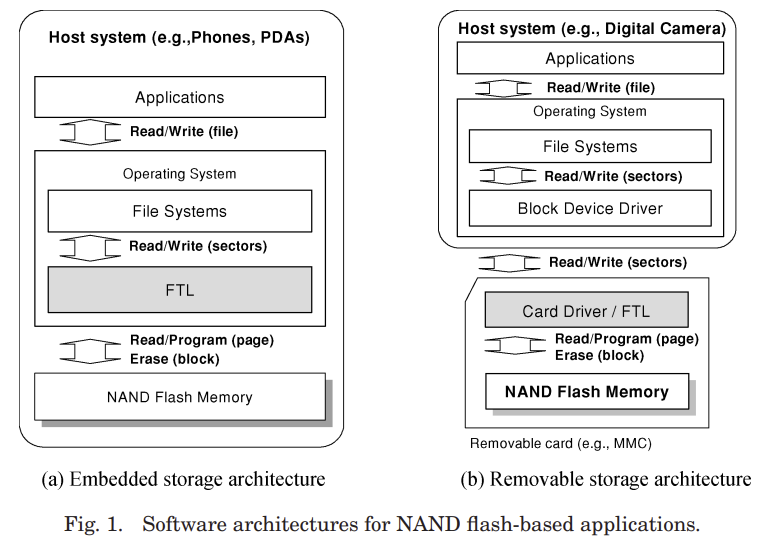 Host system (e.g.,Phones, PDAs)
Applications
Read/Write (file)
Operating System
File Systems
Read/Write (sectors)
FTL
Read/Program (page)
Erase (block)
NAND Flash Memory
(a) Embedded storage architecture
Host system (e.g., Digital Camera)
Applications
Read/Write (file)
Operating System
File Systems
Read/Write (sectors)
Block Device Driver
Read/Write (sectors)
Card Driver / FTL
Read/Program (page)
Erase (block)
NAND Flash Memory
Removable card (e.g., MMC)
(b) Removable storage architecture
Fig. 1. Software architectures for NAND flash-based applications.